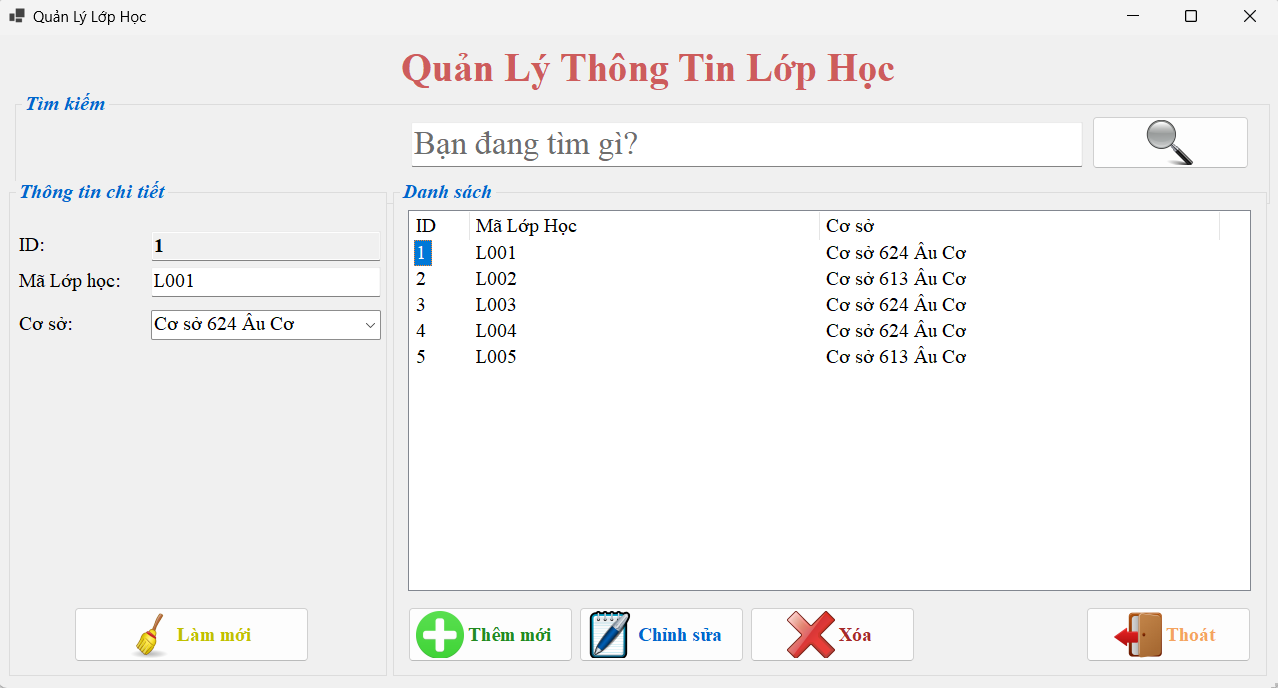 Quản Lý Lớp Học
Quản Lý Thông Tin Lớp Học
Tìm kiếm
Bạn đang tìm gì?
Thông tin chi tiết
ID: 1
Mã Lớp học: L001
Cơ sở: Cơ sở 624 Âu Cơ
Làm mới
Danh sách
ID Mã Lớp Học Cơ sở
1 L001 Cơ sở 624 Âu Cơ
2 L002 Cơ sở 613 Âu Cơ
3 L003 Cơ sở 624 Âu Cơ
4 L004 Cơ sở 624 Âu Cơ
5 L005 Cơ sở 613 Âu Cơ
Thêm mới Chỉnh sửa Xóa Thoát